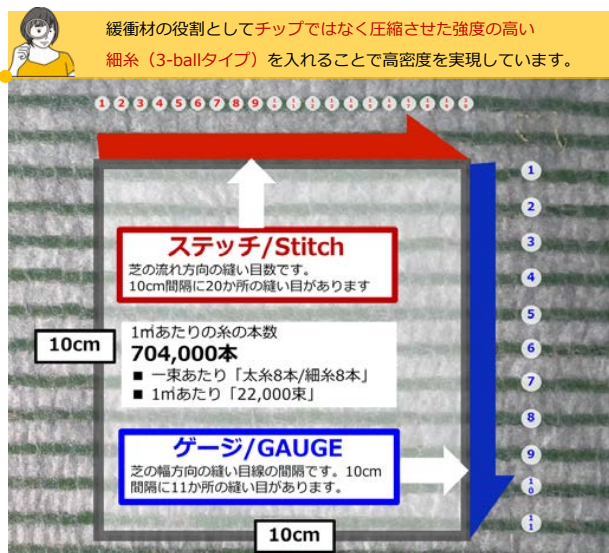 緩衝材の役割としてチップではなく圧縮させた強度の高い
細糸（3-ballタイプ）を入れることで高密度を実現しています。
1 2 3 4 5 6 7 8 9 10 11 12 13 14 15 16 17 18 19 20
ステッチ/Stitch
芝の流れ方向の縫い目数です。
10cm間隔に20か所の縫い目があります
10cm
1㎡あたりの糸の本数
704,000本
■ 一束あたり「太糸8本/細糸8本」
■ 1㎡あたり「22,000束」
ゲージ/GAUGE
芝の幅方向の縫い目線の間隔です。10cm
間隔に11か所の縫い目があります。
10cm
1
2
3
4
5
6
7
8
9
10
11